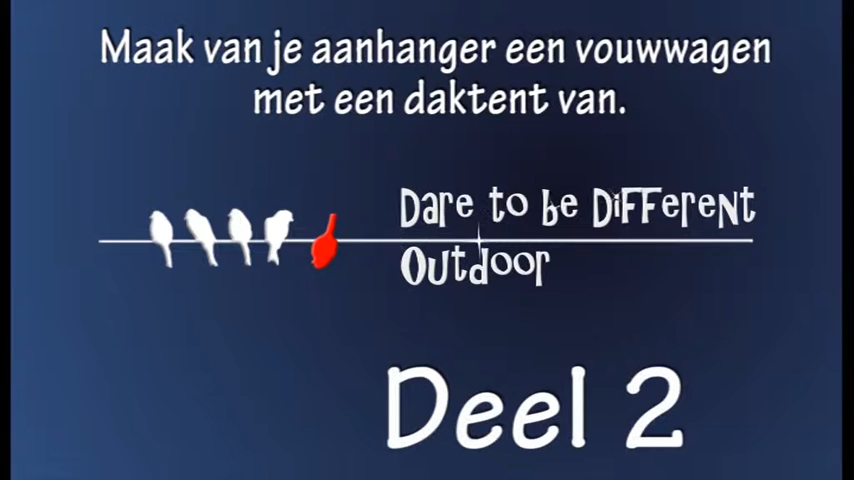 Maak van je aanhanger een vouwwagen
met een daktent van.
Dare to be Different
Outdoor
Deel 2